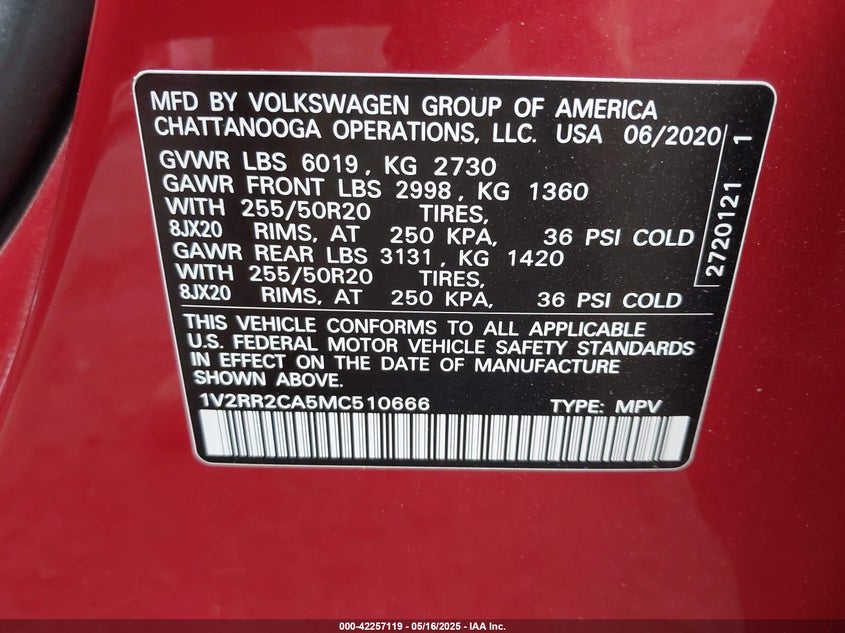 MFD BY VOLKSWAGEN GROUP OF AMERICA
CHATTANOOGA OPERATIONS, LLC. USA 06/2020
GVWR LBS 6019, KG 2730
GAWR FRONT LBS 2998, KG 1360
WITH 255/50R20 TIRES,
8JX20 RIMS, AT 250 KPA, 36 PSI COLD
GAWR REAR LBS 3131, KG 1420
WITH 255/50R20 TIRES,
8JX20 RIMS, AT 250 KPA, 36 PSI COLD
2720121 1
THIS VEHICLE CONFORMS TO ALL APPLICABLE
U.S. FEDERAL MOTOR VEHICLE SAFETY STANDARDS
IN EFFECT ON THE DATE OF MANUFACTURE
SHOWN ABOVE.
1V2RR2CA5MC510666 TYPE: MPV
000-42257119 - 05/16/2025 - IAA Inc.